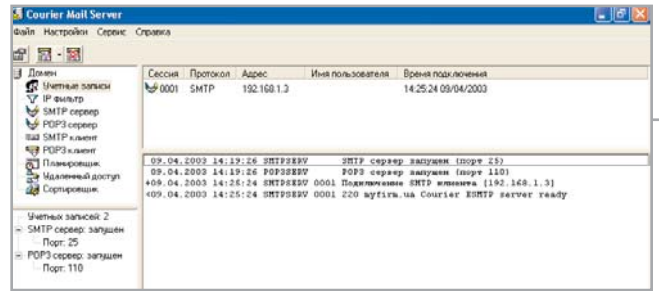 Courier Mail Server
Файл Настройки Сервис Справка
Домен
Учетные записи
IP фильтр
SMTP сервер
POP3 сервер
SMTP клиент
POP3 клиент
Планировщик
Удаленный доступ
Сортировщик
Учетных записей: 2
SMTP сервер: запущен
Порт: 25
POP3 сервер: запущен
Порт: 110
Сессия Протокол Адрес Имя пользователя Время подключения
0001 SMTP 192.168.1.3 14:25:24 09/04/2003
09.04.2003 14:19:26 SMTPSERV SMTP сервер запущен (порт 25)
09.04.2003 14:19:26 POP3SERV POP3 сервер запущен (порт 110)
+09.04.2003 14:25:24 SMTPSERV 0001 Подключение SMTP клиента [192.168.1.3]
<09.04.2003 14:25:24 SMTPSERV 0001 220 myfirm.ua Courier ESMTP server ready